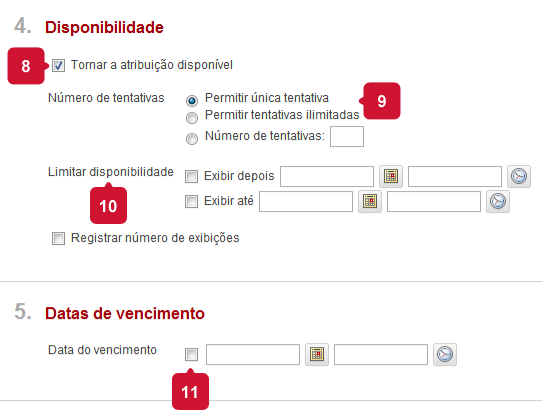 4. Disponibilidade
8 Tornar a atribuição disponível
Número de tentativas Permitir única tentativa 9
Permitir tentativas ilimitadas
Número de tentativas:
Limitar disponibilidade Exibir depois
10 Exibir até
Registrar número de exibições
5. Datas de vencimento
Data do vencimento
11